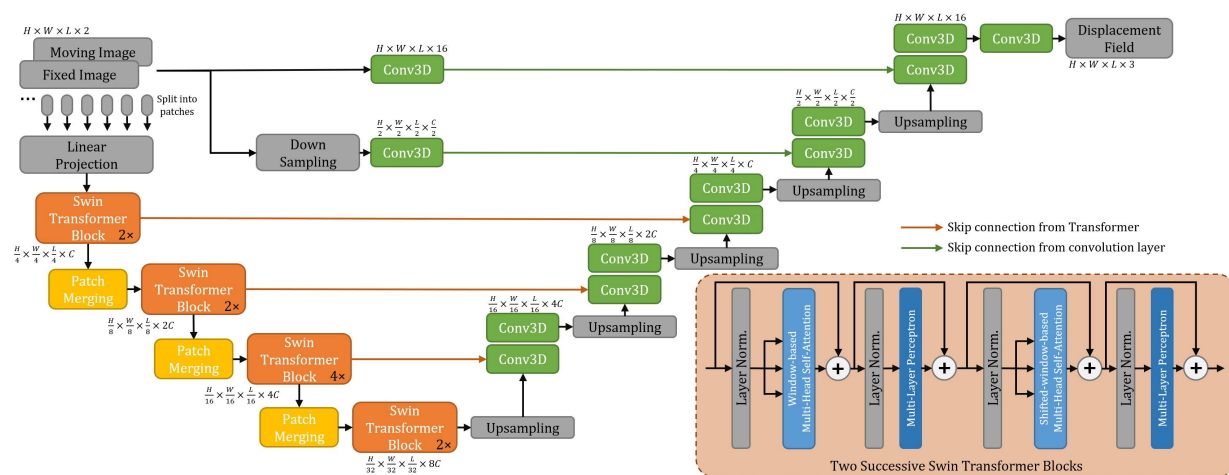 H × W × L × 2
Moving Image
Fixed Image
...
Split into
patches
Linear
Projection
Swin
Transformer
Block 2×
H/4 × W/4 × L/4 × C
Patch
Merging
Swin
Transformer
Block 2×
H/8 × W/8 × L/8 × 2C
Patch
Merging
Swin
Transformer
Block 4×
H/16 × W/16 × L/16 × 4C
Patch
Merging
Swin
Transformer
Block 2×
H/32 × W/32 × L/32 × 8C
Upsampling
H × W × L × 16
Conv3D
Down
Sampling
H/2 × W/2 × L/2 × C/2
Conv3D
H/16 × W/16 × L/16 × 4C
Conv3D
Conv3D
Upsampling
H/8 × W/8 × L/8 × 2C
Conv3D
Conv3D
Upsampling
H/4 × W/4 × L/4 × C
Conv3D
Conv3D
Upsampling
H/2 × W/2 × L/2 × C/2
Conv3D
Conv3D
Upsampling
H × W × L × 16
Conv3D
Conv3D
Conv3D
Displacement
Field
H × W × L × 3
Skip connection from Transformer
Skip connection from convolution layer
Layer Norm.
Window-based
Multi-Head Self-Attention
+
Layer Norm.
Multi-Layer Perceptron
+
Layer Norm.
Shifted-window-based
Multi-Head Self-Attention
+
Layer Norm.
Multi-Layer Perceptron
+
Two Successive Swin Transformer Blocks